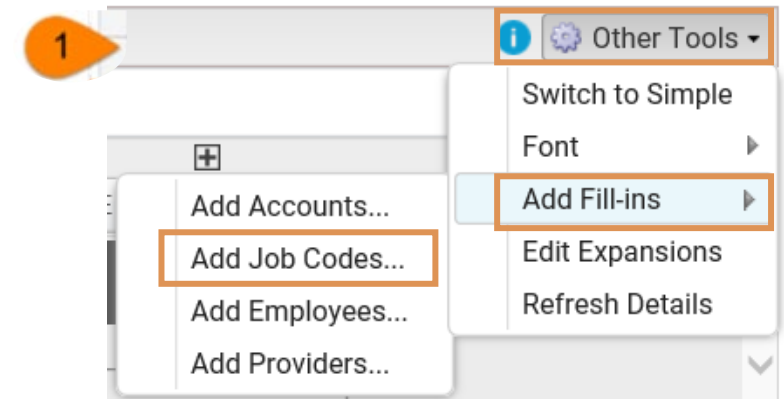 1
i Other Tools
Switch to Simple
Font
Add Fill-ins
Edit Expansions
Refresh Details
E
Add Accounts...
Add Job Codes...
Add Employees...
Add Providers...